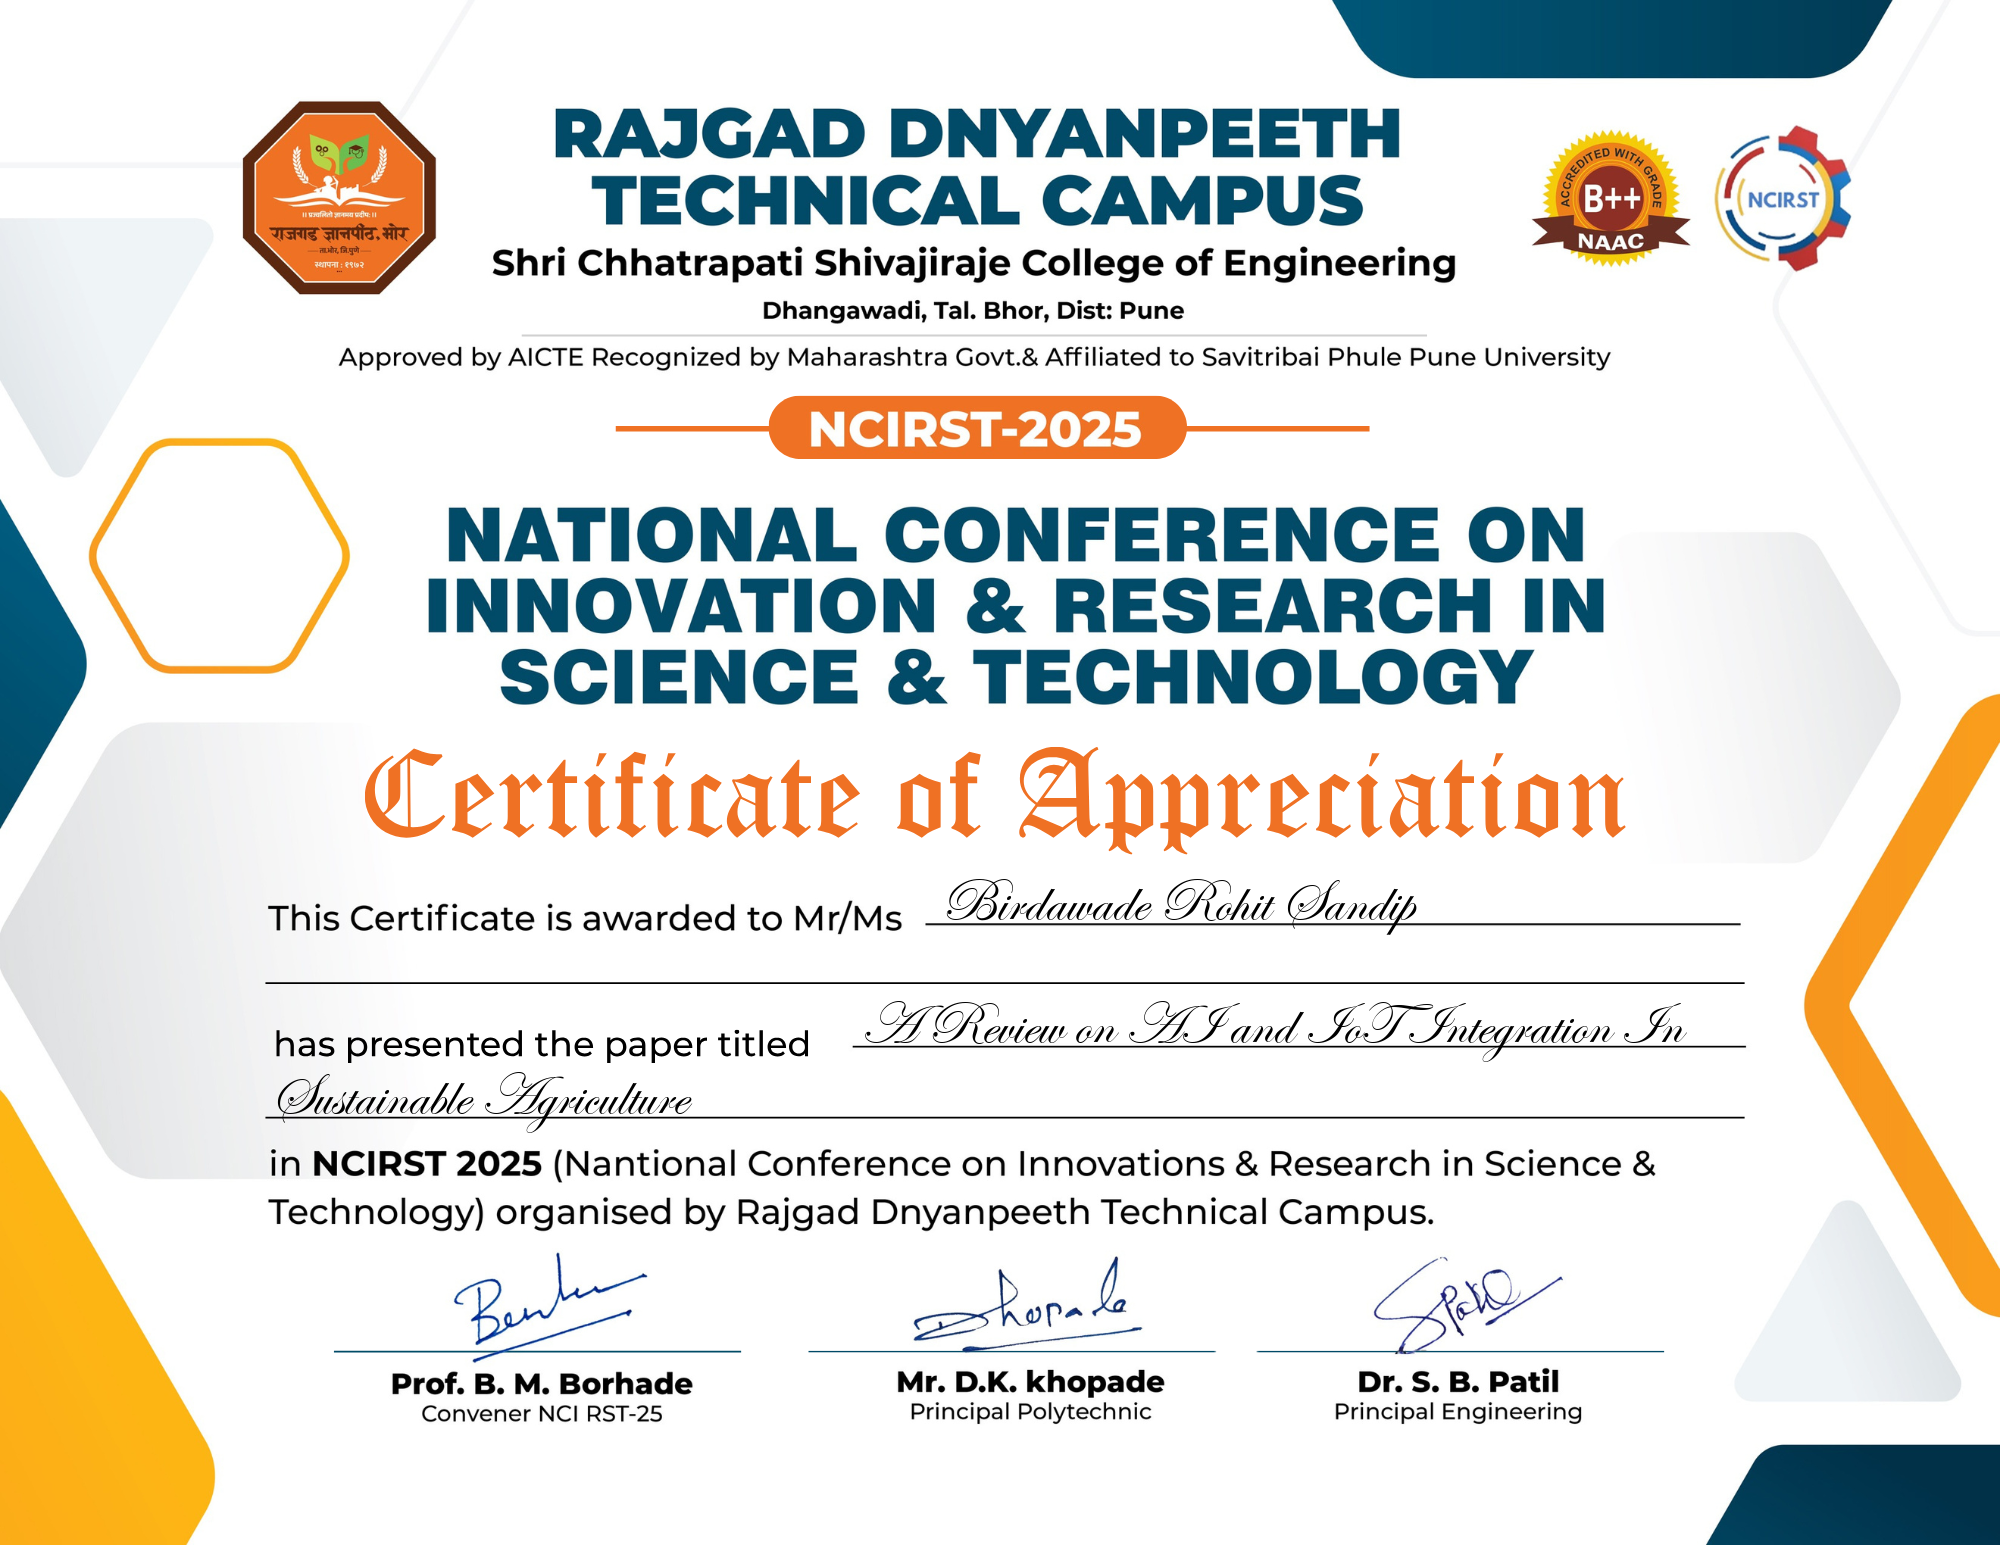 RAJGAD DNYANPEETH
TECHNICAL CAMPUS
Shri Chhatrapati Shivajiraje College of Engineering
Dhangawadi, Tal. Bhor, Dist: Pune
Approved by AICTE Recognized by Maharashtra Govt.& Affiliated to Savitribai Phule Pune University
।। प्रज्वलितो ज्ञानमय प्रदीपः ।।
राजगड ज्ञानपीठ, भोर
ता.भोर, जि.पुणे
स्थापना : १९७२
ACCREDITED WITH GRADE
B++
NAAC
NCIRST
NCIRST-2025
NATIONAL CONFERENCE ON
INNOVATION & RESEARCH IN
SCIENCE & TECHNOLOGY
Certificate of Appreciation
This Certificate is awarded to Mr/Ms Birdawade Rohit Sandip
has presented the paper titled A Review on AI and IoT Integration In
Sustainable Agriculture
in NCIRST 2025 (Nantional Conference on Innovations & Research in Science &
Technology) organised by Rajgad Dnyanpeeth Technical Campus.
Dhopade
SPatil
Prof. B. M. Borhade
Convener NCI RST-25
Mr. D.K. khopade
Principal Polytechnic
Dr. S. B. Patil
Principal Engineering